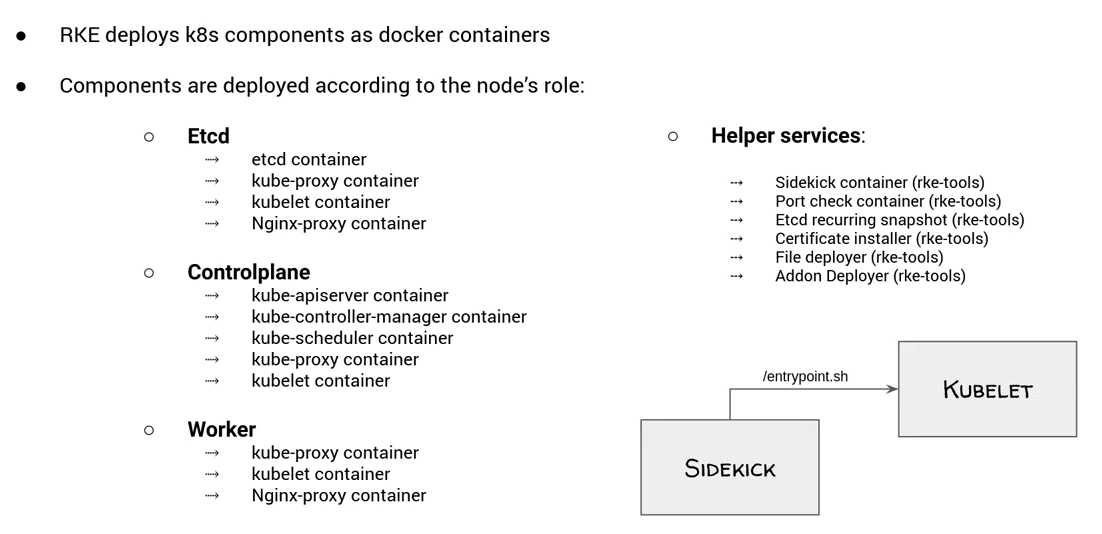 ● RKE deploys k8s components as docker containers
● Components are deployed according to the node’s role:
○ Etcd
⤑ etcd container
⤑ kube-proxy container
⤑ kubelet container
⤑ Nginx-proxy container
○ Controlplane
⤑ kube-apiserver container
⤑ kube-controller-manager container
⤑ kube-scheduler container
⤑ kube-proxy container
⤑ kubelet container
○ Worker
⤑ kube-proxy container
⤑ kubelet container
⤑ Nginx-proxy container
○ Helper services:
⤑ Sidekick container (rke-tools)
⤑ Port check container (rke-tools)
⤑ Etcd recurring snapshot (rke-tools)
⤑ Certificate installer (rke-tools)
⤑ File deployer (rke-tools)
⤑ Addon Deployer (rke-tools)
/entrypoint.sh
KUBELET
SIDEKICK